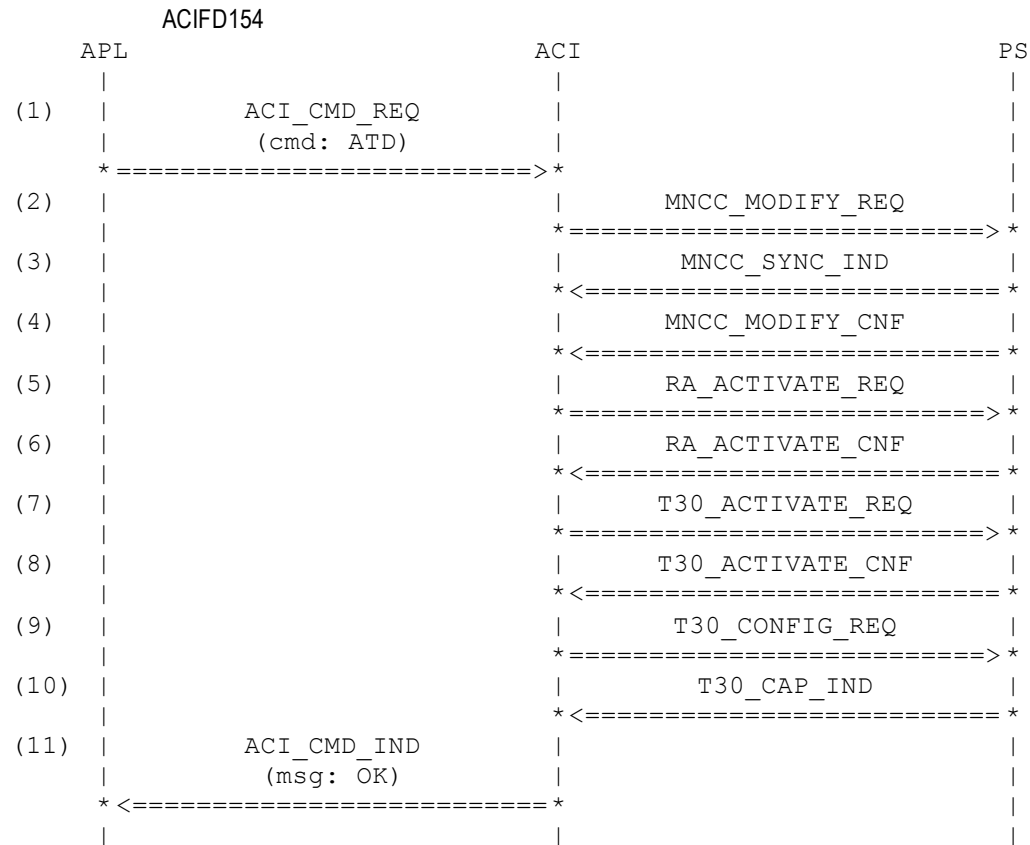 ACIFD154
APL ACI PS
| | |
(1) | ACI_CMD_REQ | |
| (cmd: ATD) | |
*==========================>* |
(2) | | MNCC_MODIFY_REQ |
| *==========================>*
(3) | | MNCC_SYNC_IND |
| *<==========================*
(4) | | MNCC_MODIFY_CNF |
| *<==========================*
(5) | | RA_ACTIVATE_REQ |
| *==========================>*
(6) | | RA_ACTIVATE_CNF |
| *<==========================*
(7) | | T30_ACTIVATE_REQ |
| *==========================>*
(8) | | T30_ACTIVATE_CNF |
| *<==========================*
(9) | | T30_CONFIG_REQ |
| *==========================>*
(10) | | T30_CAP_IND |
| *<==========================*
(11) | ACI_CMD_IND | |
| (msg: OK) | |
*<==========================* |
| | |